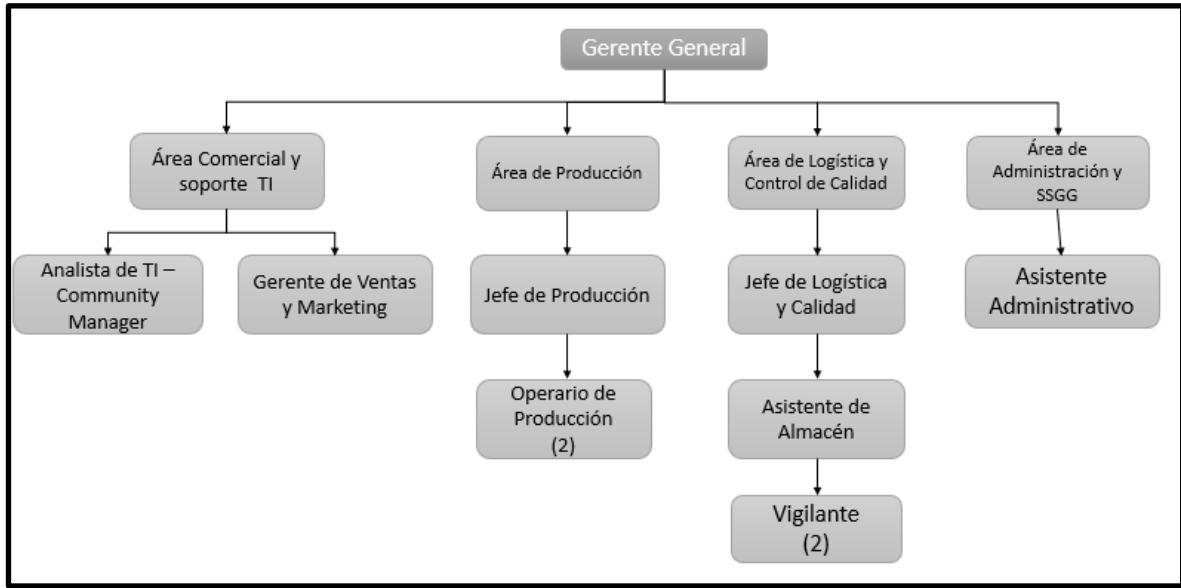 Gerente General
Área Comercial y
soporte TI
Área de Producción
Área de Logística y
Control de Calidad
Área de
Administración y
SSGG
Analista de TI –
Community
Manager
Gerente de Ventas
y Marketing
Jefe de Producción
Jefe de Logística
y Calidad
Asistente
Administrativo
Operario de
Producción
(2)
Asistente de
Almacén
Vigilante
(2)